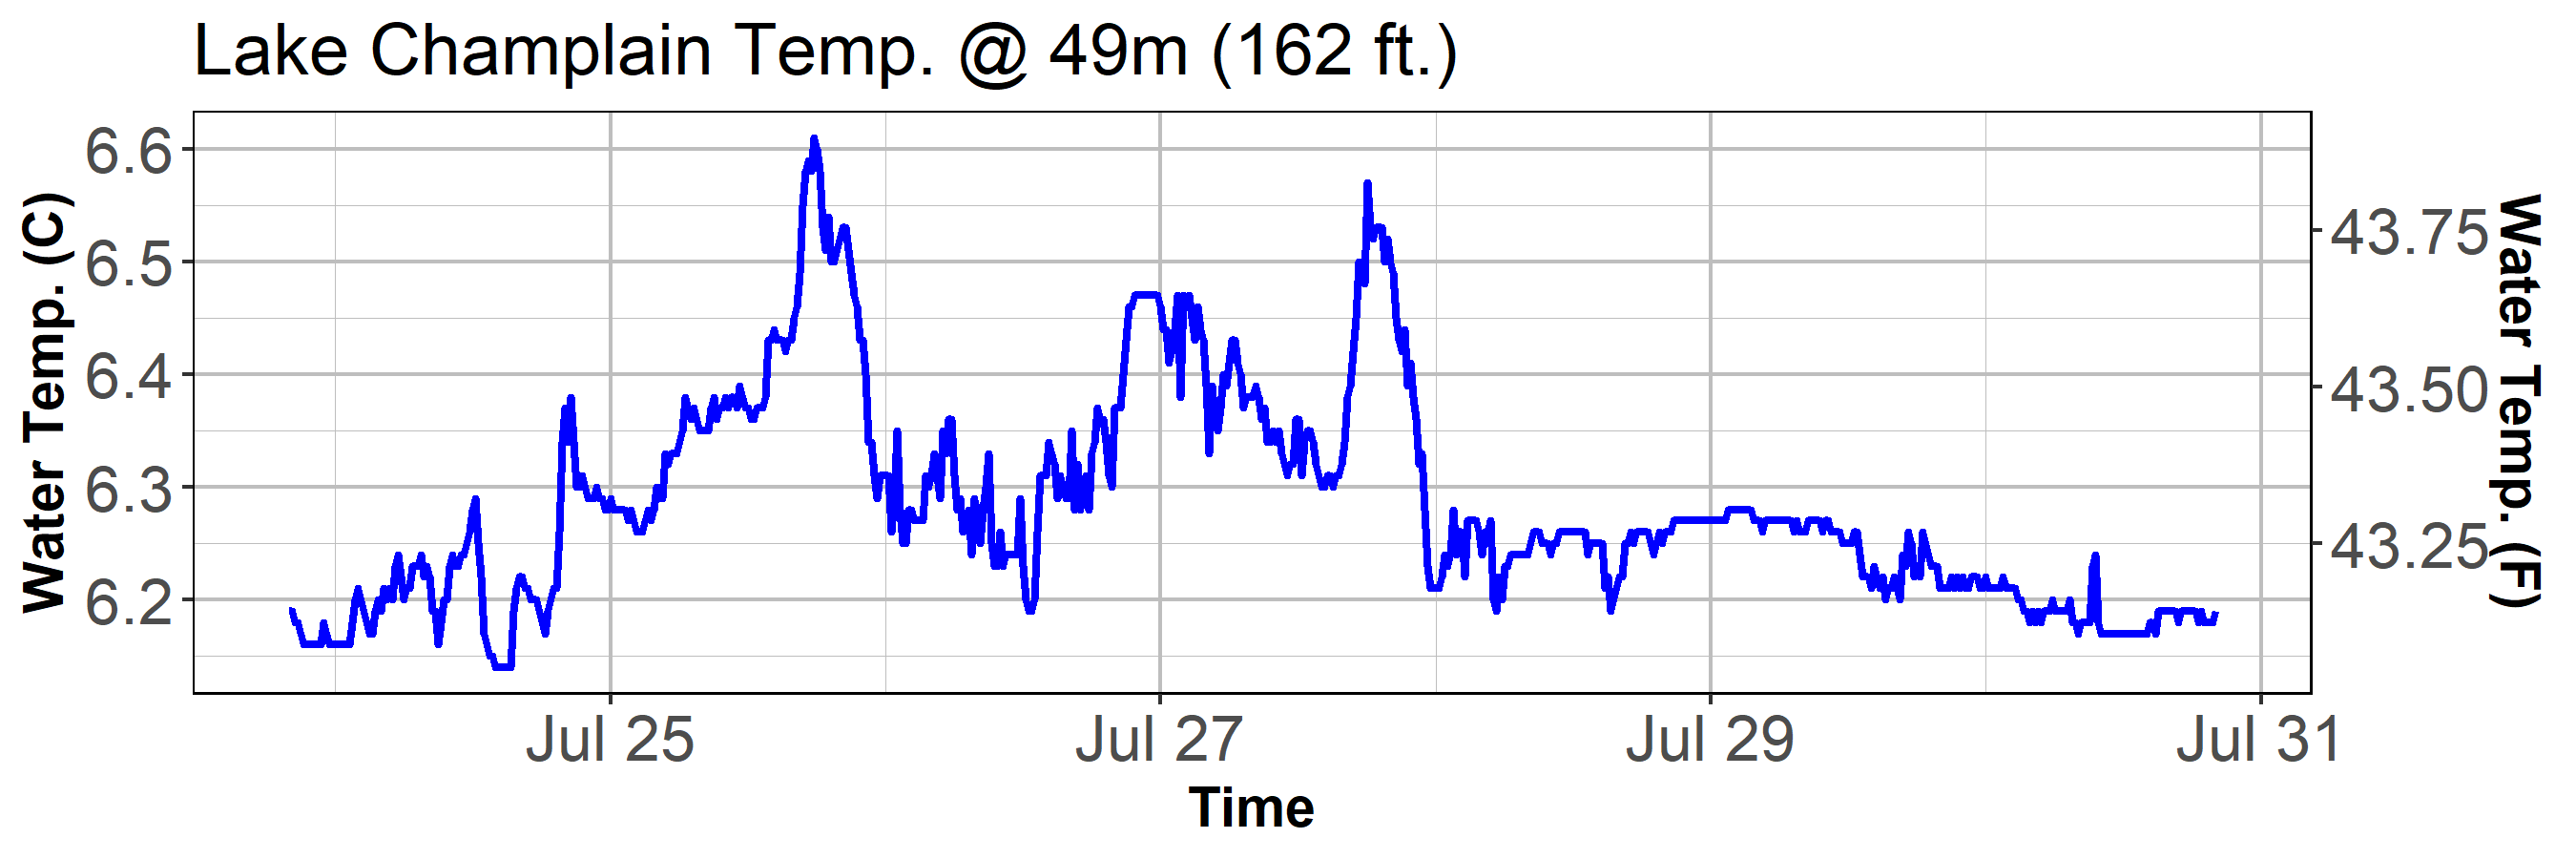 Lake Champlain Temp. @ 49m (162 ft.)
Water Temp. (C)
6.6
6.5
6.4
6.3
6.2
43.75
43.50
43.25
Water Temp. (F)
Jul 25 Jul 27 Jul 29 Jul 31
Time